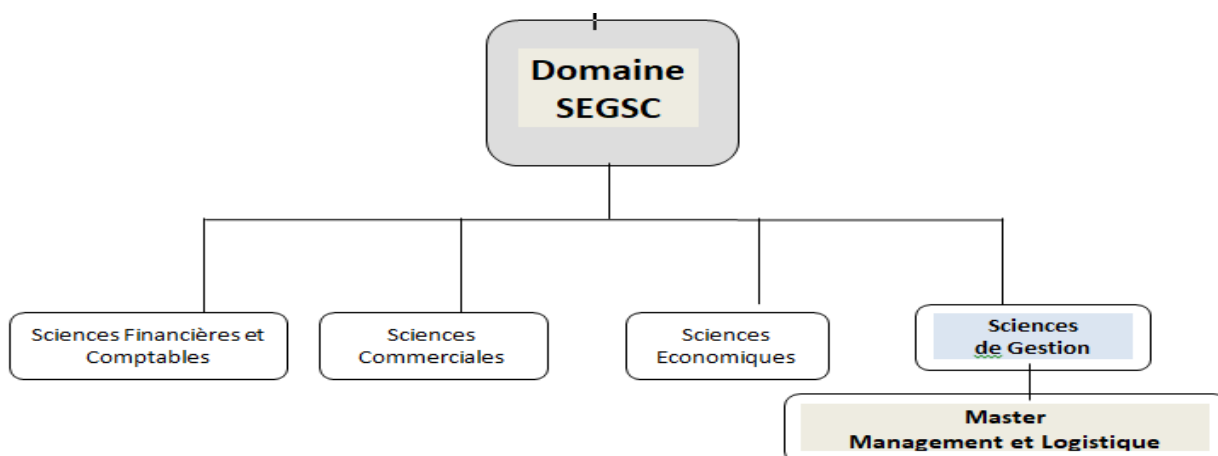 Domaine
SEGSC
Sciences Financières et
Comptables
Sciences
Commerciales
Sciences
Economiques
Sciences
de Gestion
Master
Management et Logistique